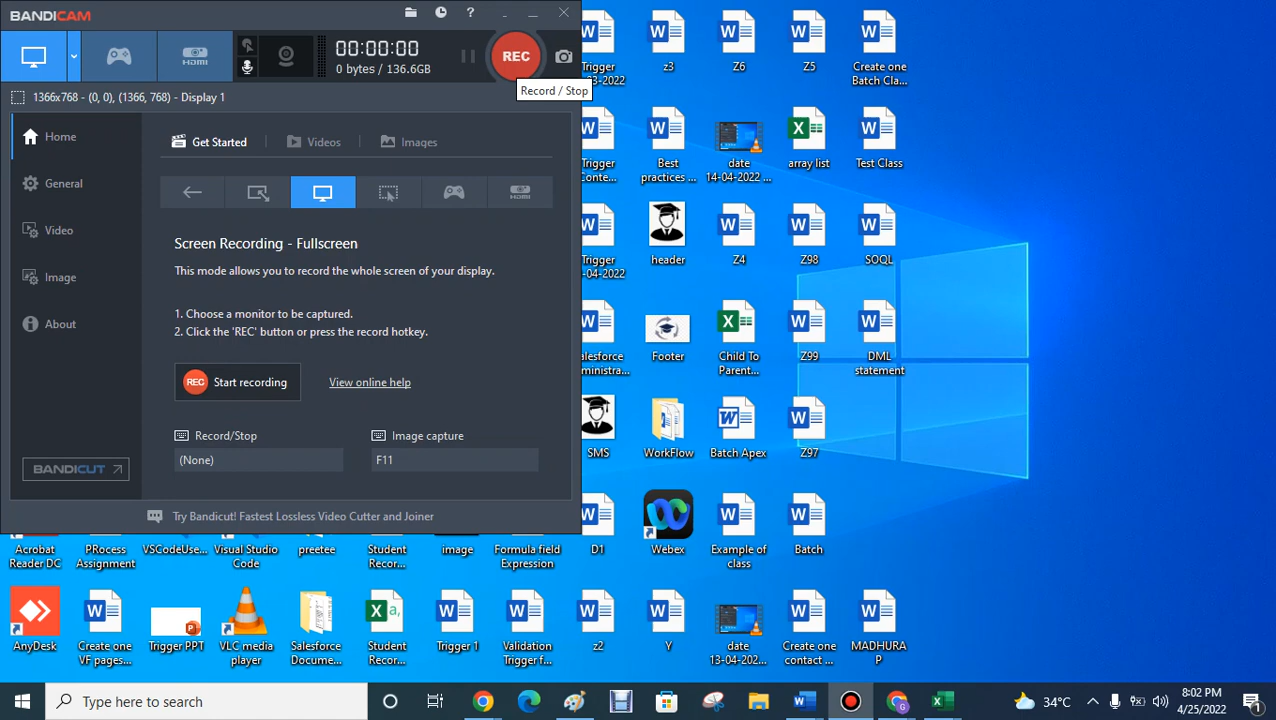 BANDICAM
?
HDMI
00:00:00
0 bytes / 136.6GB
REC
Record / Stop
1366x768 - (0, 0), (1366, 768) - Display 1
Home
General
Video
Image
About
BANDICUT
Get Started
Videos
Images
HDMI
Screen Recording - Fullscreen
This mode allows you to record the whole screen of your display.
1. Choose a monitor to be captured.
2. Click the 'REC' button or press the record hotkey.
REC Start recording
View online help
Record/Stop
Image capture
(None)
F11
Try Bandicut! Fastest Lossless Video Cutter and Joiner
Trigger
z3
Z6
Z5
Create one
Batch Cla...
Trigger
Conte...
Best
practices ...
date
14-04-2022 ...
array list
Test Class
Trigger
header
Z4
Z98
SOQL
Footer
Child To
Parent...
Z99
DML
statement
SMS
WorkFlow
Batch Apex
Z97
Acrobat
Reader DC
PRocess
Assignment
VSCodeUse...
Visual Studio
Code
preetee
Student
Recor...
image
Formula field
Expression
D1
Webex
Example of
class
Batch
AnyDesk
Create one
VF pages...
Trigger PPT
VLC media
player
Salesforce
Docume...
Student
Recor...
Trigger 1
Validation
Trigger f...
z2
Y
date
13-04-202...
Create one
contact ...
MADHURA
P
Type here to search
34°C
8:02 PM
4/25/2022
1